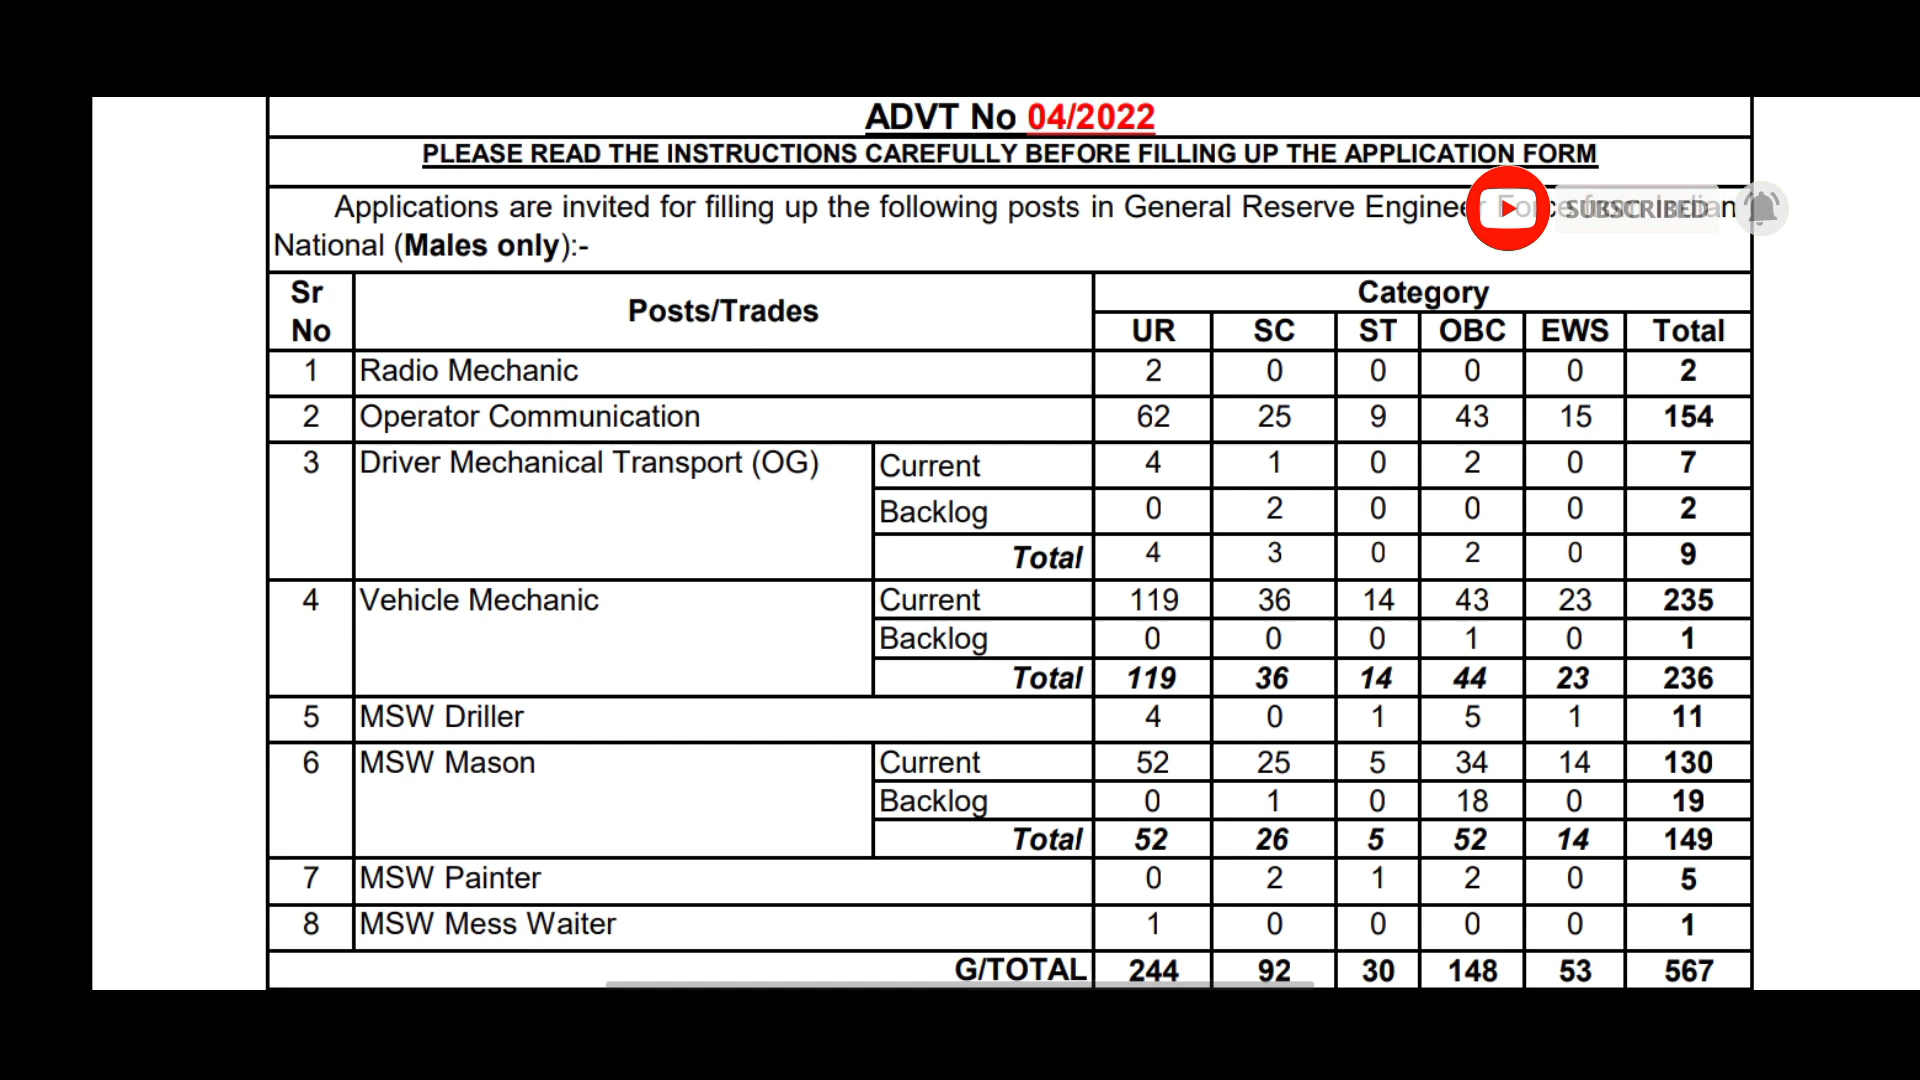 ADVT No 04/2022
PLEASE READ THE INSTRUCTIONS CAREFULLY BEFORE FILLING UP THE APPLICATION FORM
Applications are invited for filling up the following posts in General Reserve Engineer
SUBSCRIBED
National (Males only):-
Sr No Posts/Trades Category
UR SC ST OBC EWS Total
1 Radio Mechanic 2 0 0 0 0 2
2 Operator Communication 62 25 9 43 15 154
3 Driver Mechanical Transport (OG) Current 4 1 0 2 0 7
Backlog 0 2 0 0 0 2
Total 4 3 0 2 0 9
4 Vehicle Mechanic Current 119 36 14 43 23 235
Backlog 0 0 0 1 0 1
Total 119 36 14 44 23 236
5 MSW Driller 4 0 1 5 1 11
6 MSW Mason Current 52 25 5 34 14 130
Backlog 0 1 0 18 0 19
Total 52 26 5 52 14 149
7 MSW Painter 0 2 1 2 0 5
8 MSW Mess Waiter 1 0 0 0 0 1
G/TOTAL 244 92 30 148 53 567